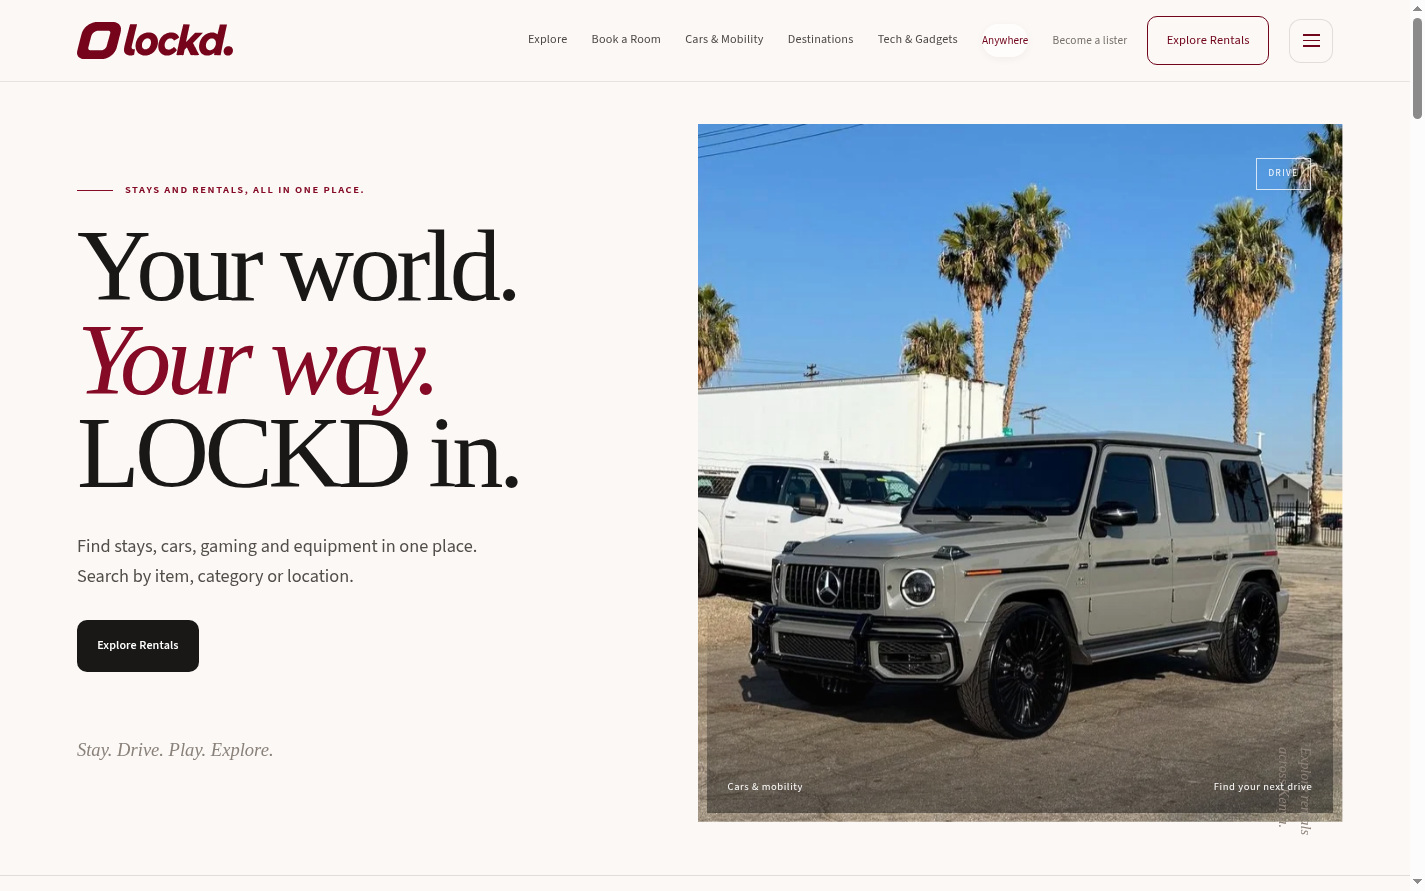 lockd.
Explore
Book a Room
Cars & Mobility
Destinations
Tech & Gadgets
Anywhere
Become a lister
Explore Rentals
STAYS AND RENTALS, ALL IN ONE PLACE.
Your world.
Your way.
LOCKD in.
Find stays, cars, gaming and equipment in one place.
Search by item, category or location.
Explore Rentals
Stay. Drive. Play. Explore.
DRIVE
Cars & mobility
Find your next drive
Explore rentals